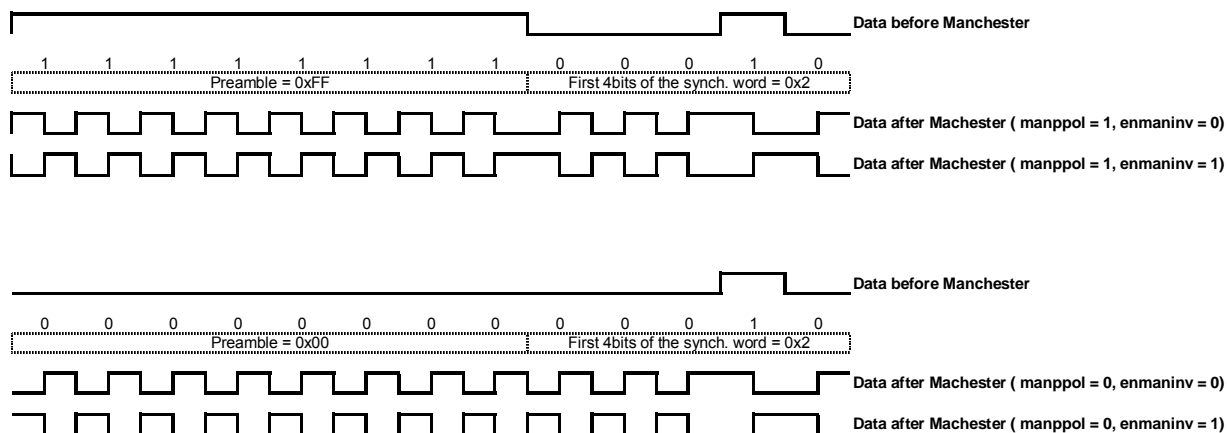 Data before Manchester
1 1 1 1 1 1 1 1 0 0 0 1 0
Preamble = 0xFF First 4bits of the synch. word = 0x2
Data after Machester ( manppol = 1, enmaninv = 0)
Data after Machester ( manppol = 1, enmaninv = 1)
Data before Manchester
0 0 0 0 0 0 0 0 0 0 0 1 0
Preamble = 0x00 First 4bits of the synch. word = 0x2
Data after Machester ( manppol = 0, enmaninv = 0)
Data after Machester ( manppol = 0, enmaninv = 1)